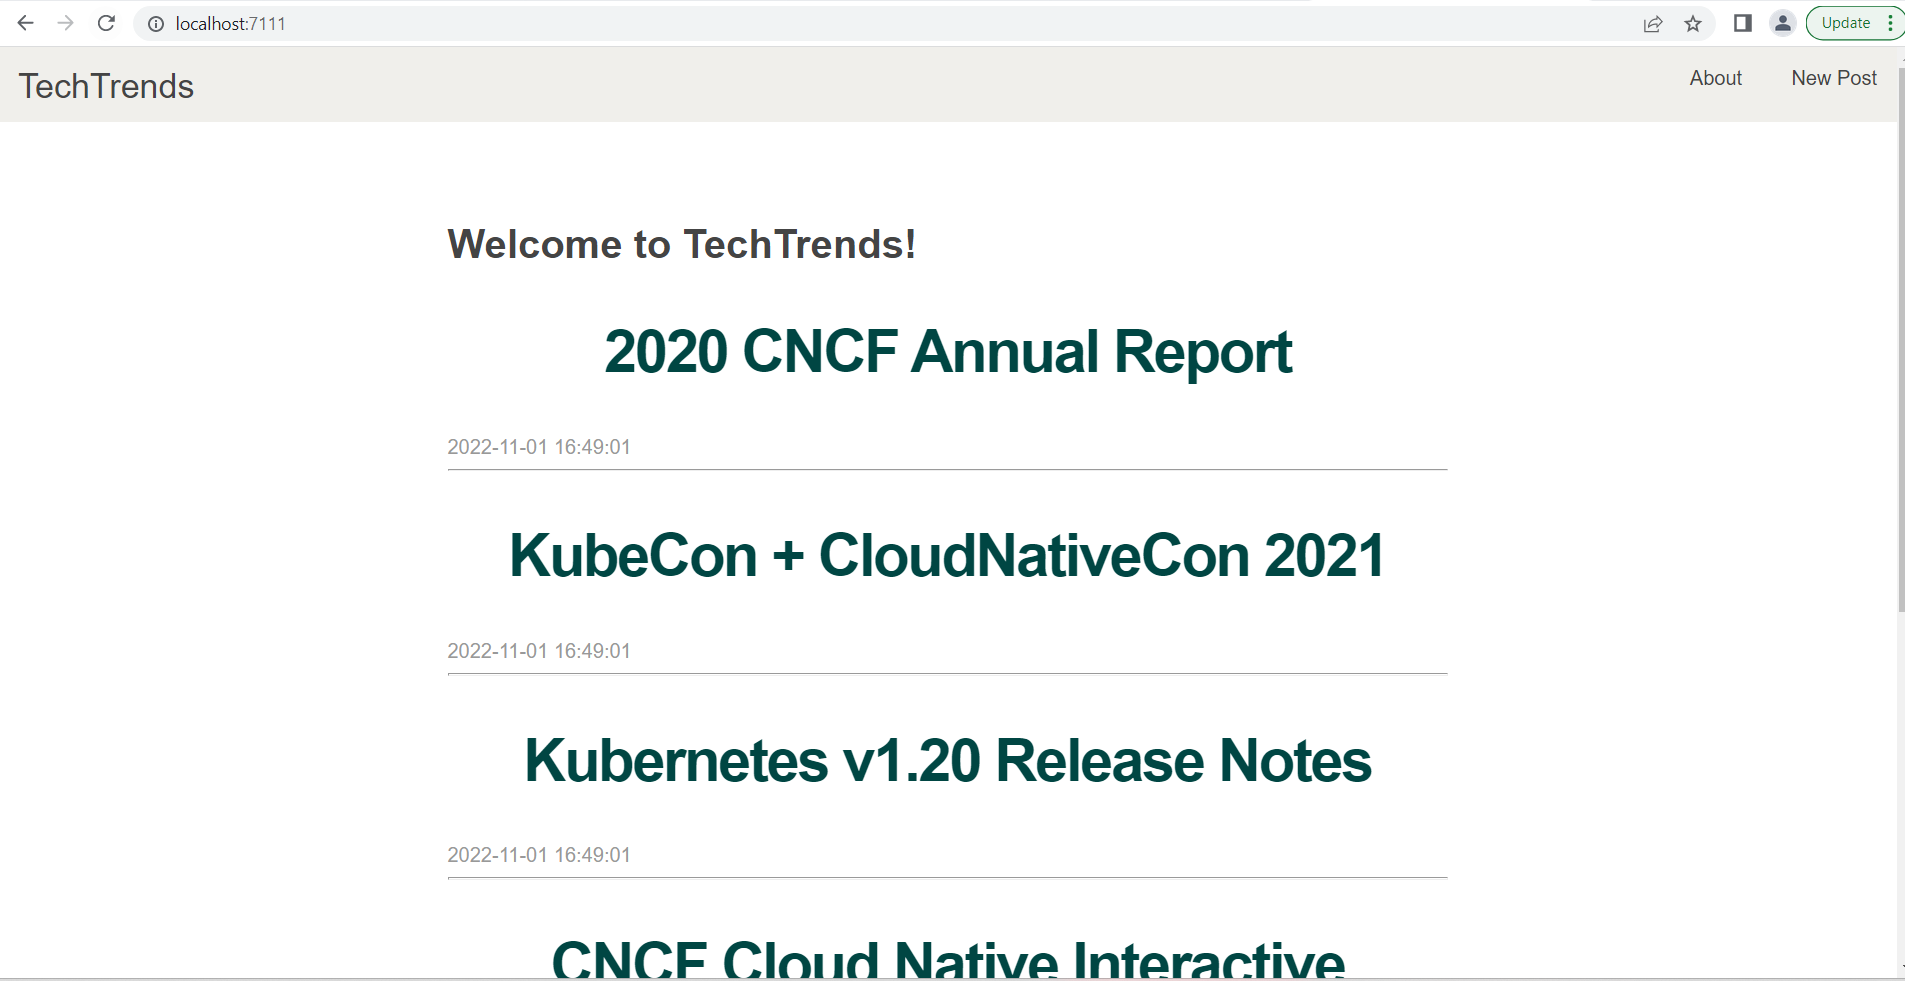 localhost:7111
Update
TechTrends
About
New Post
Welcome to TechTrends!
2020 CNCF Annual Report
2022-11-01 16:49:01
KubeCon + CloudNativeCon 2021
2022-11-01 16:49:01
Kubernetes v1.20 Release Notes
2022-11-01 16:49:01
CNCF Cloud Native Interactive